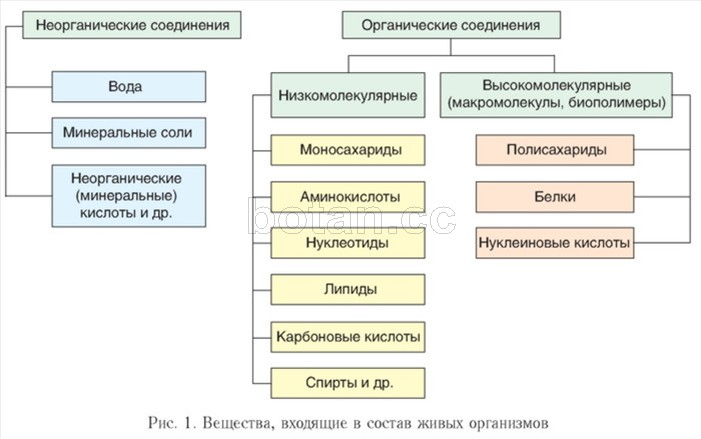 Неорганические соединения
Вода
Минеральные соли
Неорганические
(минеральные)
кислоты и др.
Органические соединения
Низкомолекулярные
Высокомолекулярные
(макромолекулы, биополимеры)
Моносахариды
Аминокислоты
Нуклеотиды
Липиды
Карбоновые кислоты
Спирты и др.
Полисахариды
Белки
Нуклеиновые кислоты
botan.cc
Рис. 1. Вещества, входящие в состав живых организмов